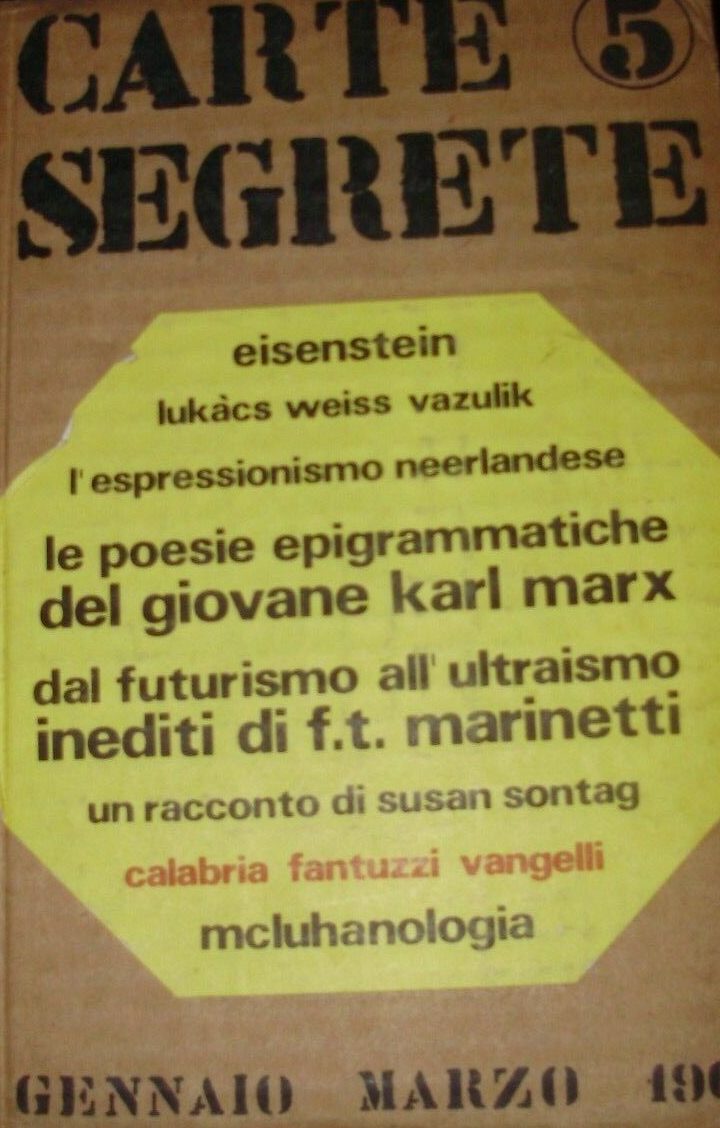 CARTE 5
SEGRETE
eisenstein
lukàcs weiss vazulik
l'espressionismo neerlandese
le poesie epigrammatiche
del giovane karl marx
dal futurismo all'ultraismo
inediti di f.t. marinetti
un racconto di susan sontag
calabria fantuzzi vangelli
mcluhanologia
GENNAIO MARZO